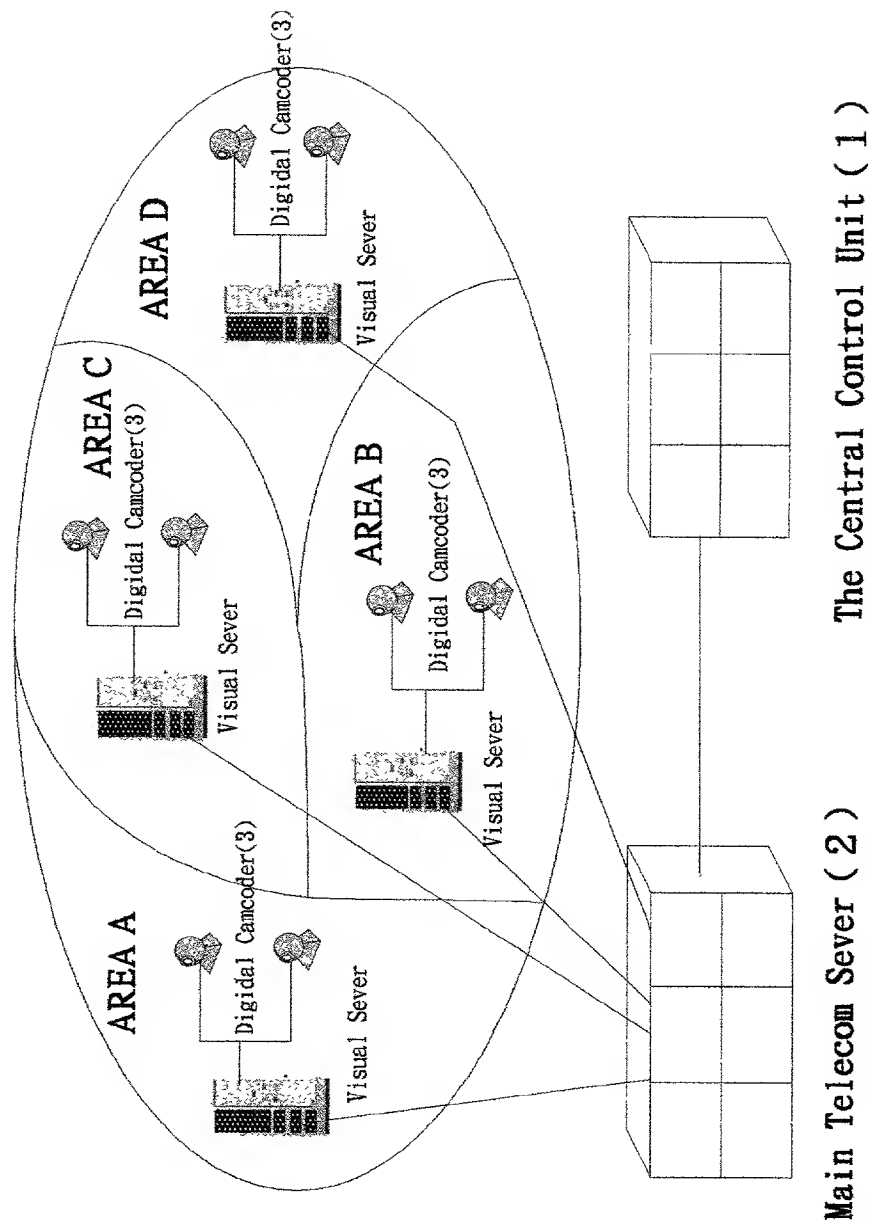 AREA A
Digidal Camcoder(3)
Visual Sever
AREA C
Digidal Camcoder(3)
Visual Sever
AREA B
Digidal Camcoder(3)
Visual Sever
AREA D
Digidal Camcoder(3)
Visual Sever
Main Telecom Sever ( 2 )
The Central Control Unit ( 1 )